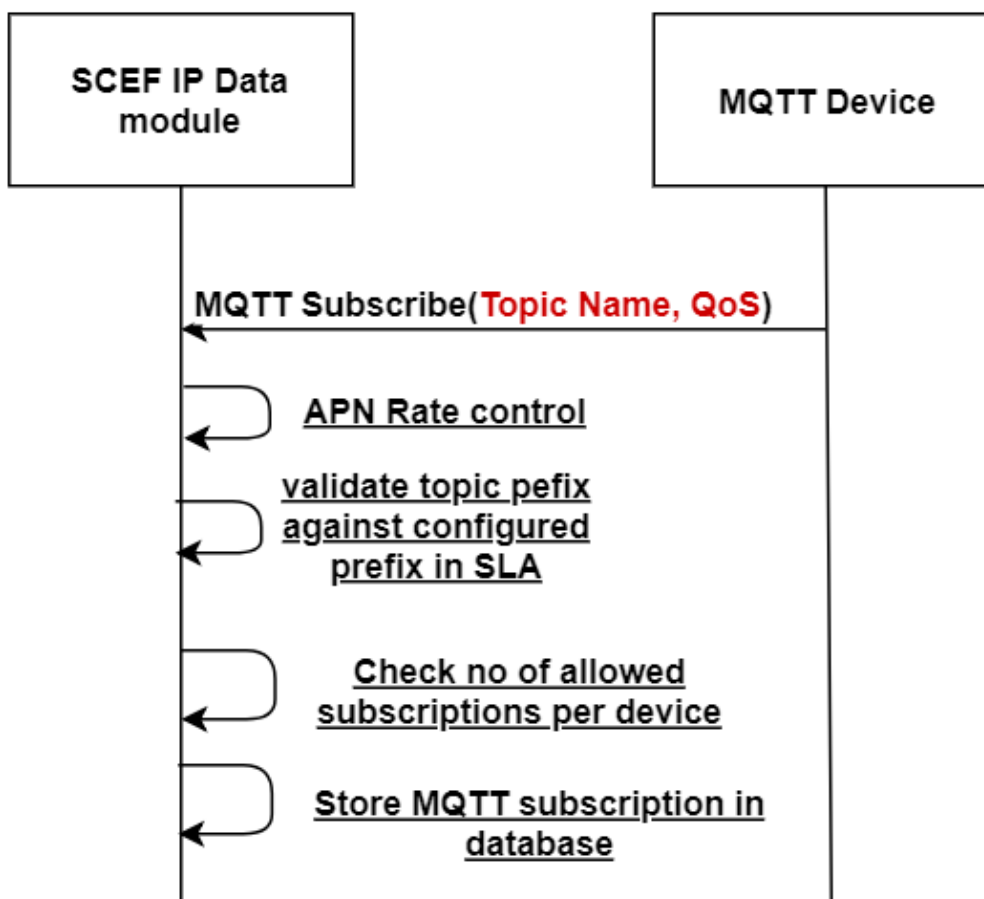 SCEF IP Data
module
MQTT Device
MQTT Subscribe(Topic Name, QoS)
APN Rate control
validate topic pefix
against configured
prefix in SLA
Check no of allowed
subscriptions per device
Store MQTT subscription in
database